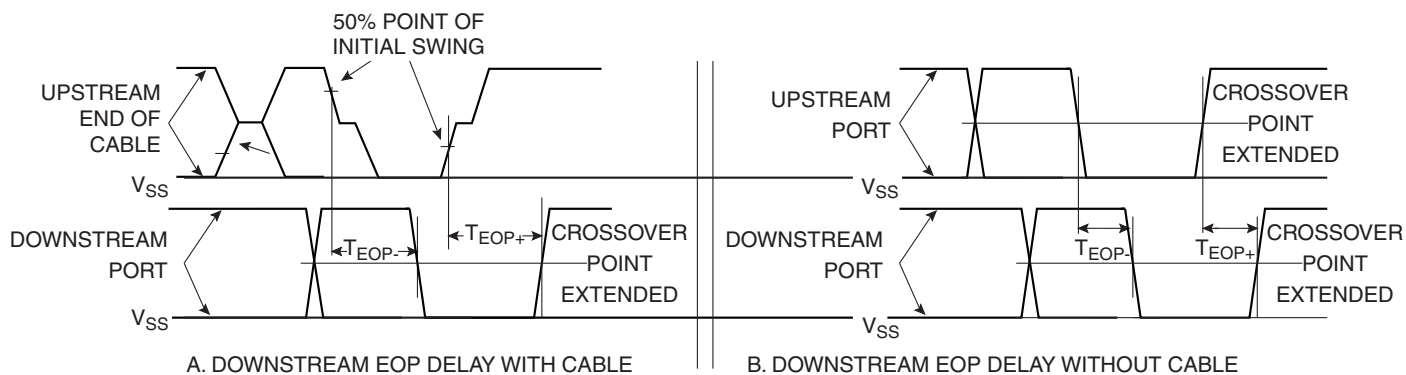 50% POINT OF
INITIAL SWING
UPSTREAM
END OF
CABLE
VSS
DOWNSTREAM
PORT
TEOP-
TEOP+
CROSSOVER
POINT
EXTENDED
VSS
A. DOWNSTREAM EOP DELAY WITH CABLE
UPSTREAM
PORT
CROSSOVER
POINT
EXTENDED
VSS
DOWNSTREAM
PORT
TEOP-
TEOP+
CROSSOVER
POINT
EXTENDED
VSS
B. DOWNSTREAM EOP DELAY WITHOUT CABLE